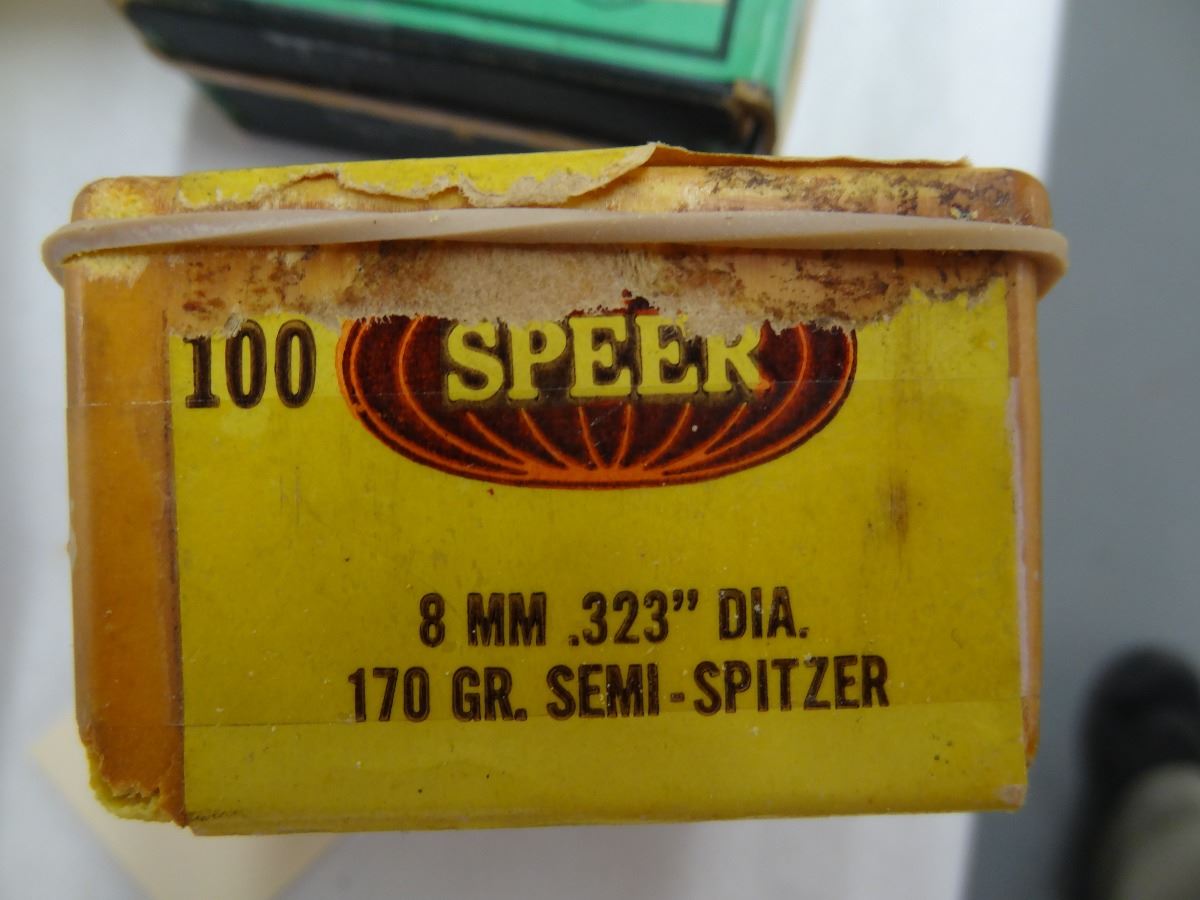 100
SPEER
8 MM .323” DIA.
170 GR. SEMI-SPITZER